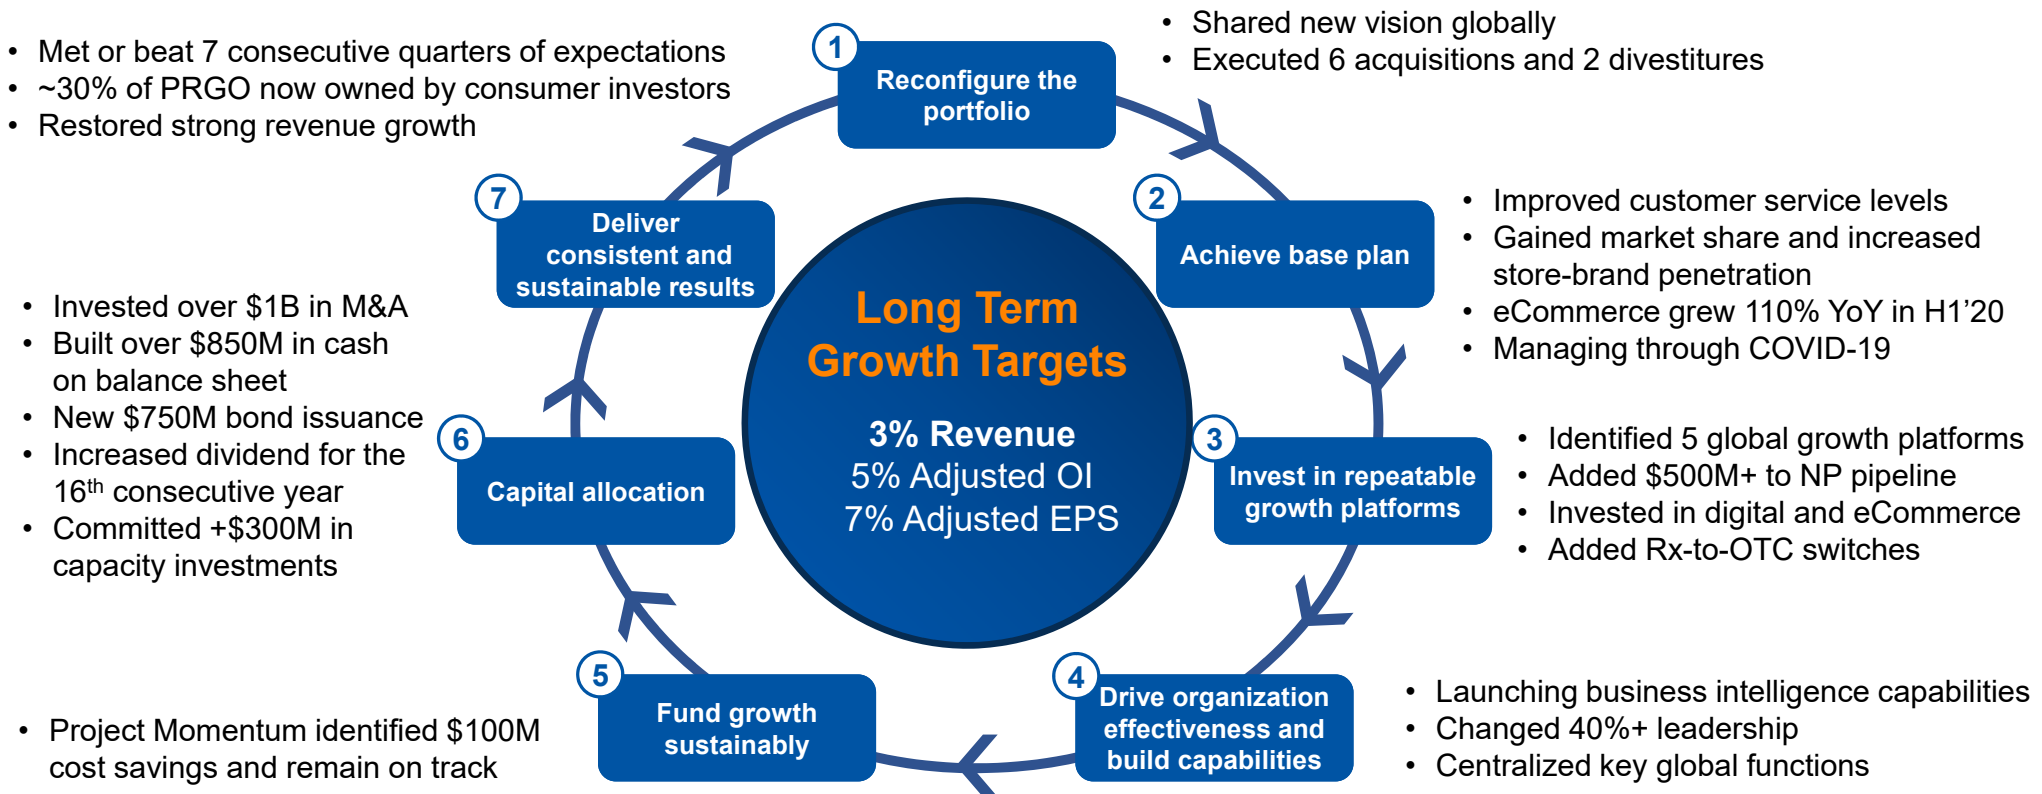 1
Reconfigure the
portfolio
• Shared new vision globally
• Executed 6 acquisitions and 2 divestitures
2
Achieve base plan
• Improved customer service levels
• Gained market share and increased
store-brand penetration
• eCommerce grew 110% YoY in H1’20
• Managing through COVID-19
3
Invest in repeatable
growth platforms
• Identified 5 global growth platforms
• Added $500M+ to NP pipeline
• Invested in digital and eCommerce
• Added Rx-to-OTC switches
4
Drive organization
effectiveness and
build capabilities
• Launching business intelligence capabilities
• Changed 40%+ leadership
• Centralized key global functions
5
Fund growth
sustainably
• Project Momentum identified $100M
cost savings and remain on track
6
Capital allocation
• Invested over $1B in M&A
• Built over $850M in cash
on balance sheet
• New $750M bond issuance
• Increased dividend for the
16th consecutive year
• Committed +$300M in
capacity investments
7
Deliver
consistent and
sustainable results
• Met or beat 7 consecutive quarters of expectations
• ~30% of PRGO now owned by consumer investors
• Restored strong revenue growth
Long Term
Growth Targets
3% Revenue
5% Adjusted OI
7% Adjusted EPS